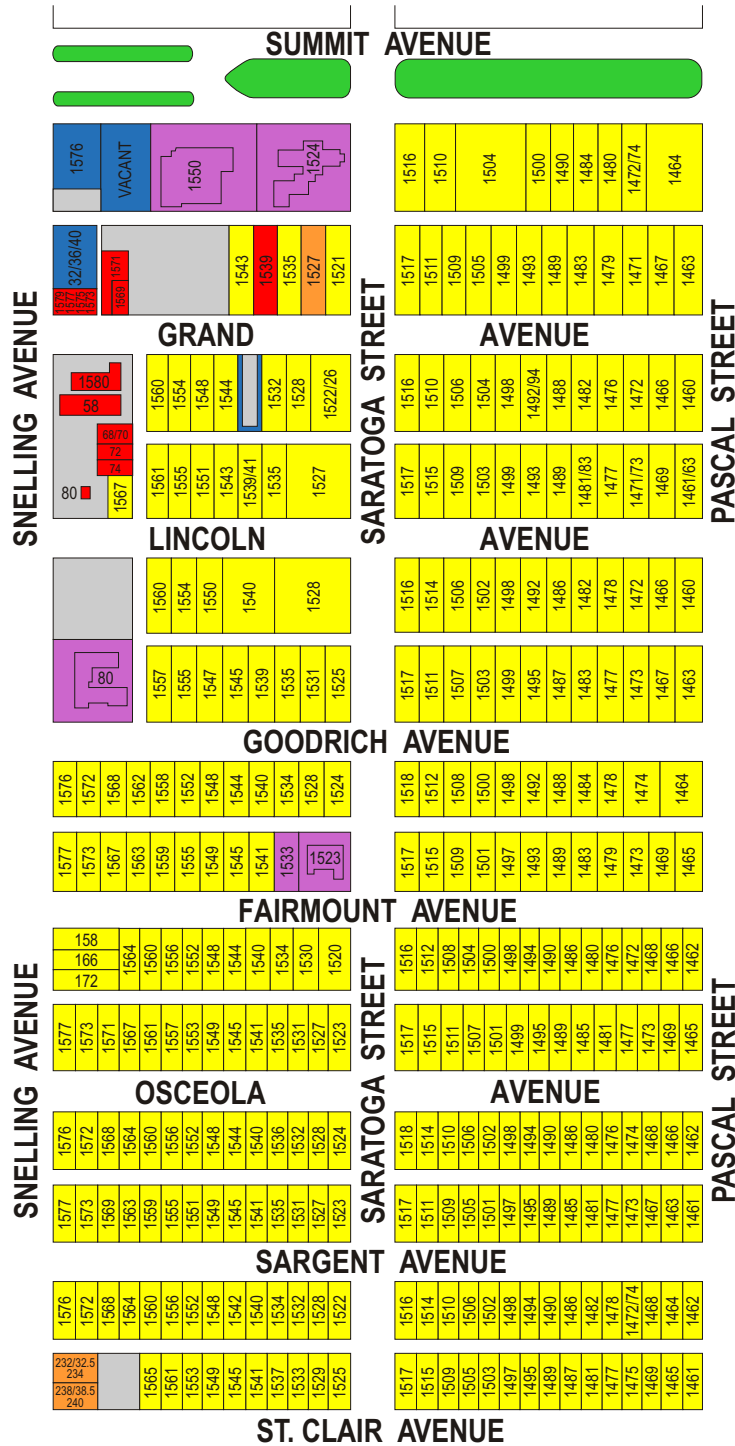 SUMMIT AVENUE
1576 VACANT 1550 1524
1516 1510 1504 1500 1490 1484 1480 1472/74 1464
32/36/40 1579 1577 1575 1573 1571 1569 1543 1539 1535 1527 1521
1517 1511 1509 1505 1499 1493 1489 1483 1479 1471 1467 1463
SNELLING AVENUE
GRAND AVENUE
SARATOGA STREET
PASCAL STREET
1580
58
68/70
72
74
80
1567
1560 1554 1548 1544 1532 1528 1522/26
1516 1510 1506 1504 1498 1492/94 1488 1482 1476 1472 1466 1460
1561 1555 1551 1543 1539/41 1535 1527
1517 1515 1509 1503 1499 1493 1489 1481/83 1477 1471/73 1469 1461/63
LINCOLN AVENUE
1560 1554 1550 1540 1528
1516 1514 1506 1502 1498 1492 1486 1482 1478 1472 1466 1460
80
1557 1555 1547 1545 1539 1535 1531 1525
1517 1511 1507 1503 1499 1495 1487 1483 1477 1473 1467 1463
GOODRICH AVENUE
1576 1572 1568 1562 1558 1552 1548 1544 1540 1534 1528 1524
1518 1512 1508 1500 1498 1492 1488 1484 1478 1474 1464
1577 1573 1567 1563 1559 1555 1549 1545 1541 1533 1523
1517 1515 1509 1501 1497 1493 1489 1483 1479 1473 1469 1465
FAIRMOUNT AVENUE
158
166
172
1564 1560 1556 1552 1548 1544 1540 1534 1530 1520
1516 1512 1508 1504 1500 1498 1494 1490 1486 1480 1476 1472 1468 1466 1462
SNELLING AVENUE
SARATOGA STREET
PASCAL STREET
1577 1573 1571 1567 1561 1557 1553 1549 1545 1541 1535 1531 1527 1523
1517 1515 1511 1507 1501 1499 1495 1489 1485 1481 1477 1473 1469 1465
OSCEOLA AVENUE
1576 1572 1568 1564 1560 1556 1552 1548 1544 1540 1536 1532 1528 1524
1518 1514 1510 1506 1502 1498 1494 1490 1486 1480 1476 1474 1468 1466 1462
1577 1573 1569 1563 1559 1555 1551 1549 1545 1541 1535 1531 1527 1523
1517 1511 1509 1505 1501 1497 1495 1489 1485 1481 1477 1473 1467 1463 1461
SARGENT AVENUE
1576 1572 1568 1564 1560 1556 1552 1548 1542 1540 1534 1532 1528 1522
1516 1514 1510 1506 1502 1498 1494 1490 1486 1482 1478 1472/74 1468 1464 1462
232/32.5
234
238/38.5
240
1565 1561 1553 1549 1545 1541 1537 1533 1529 1525
1517 1515 1509 1505 1503 1497 1495 1489 1487 1481 1477 1475 1469 1465 1461
ST. CLAIR AVENUE